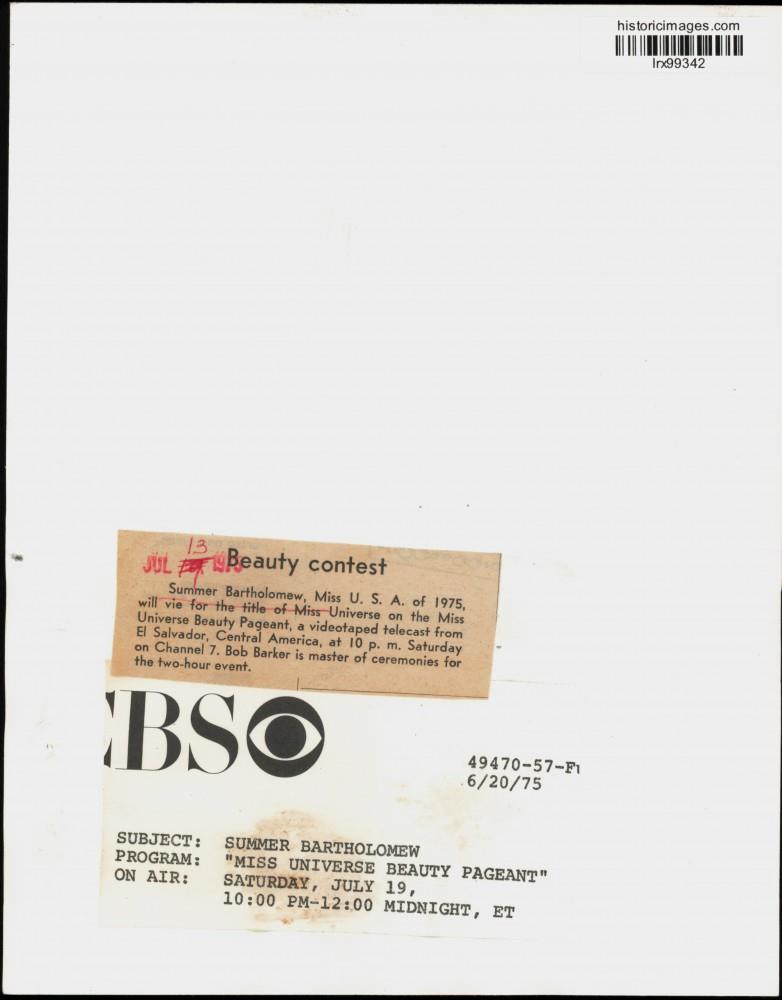 historicimages.com
lrx99342
JUL 13 1975
Beauty contest
Summer Bartholomew, Miss U. S. A. of 1975,
will vie for the title of Miss Universe on the Miss
Universe Beauty Pageant, a videotaped telecast from
El Salvador, Central America, at 10 p. m. Saturday
on Channel 7. Bob Barker is master of ceremonies for
the two-hour event.
CBS
49470-57-F
6/20/75
SUBJECT: SUMMER BARTHOLOMEW
PROGRAM: "MISS UNIVERSE BEAUTY PAGEANT"
ON AIR: SATURDAY, JULY 19,
10:00 PM-12:00 MIDNIGHT, ET